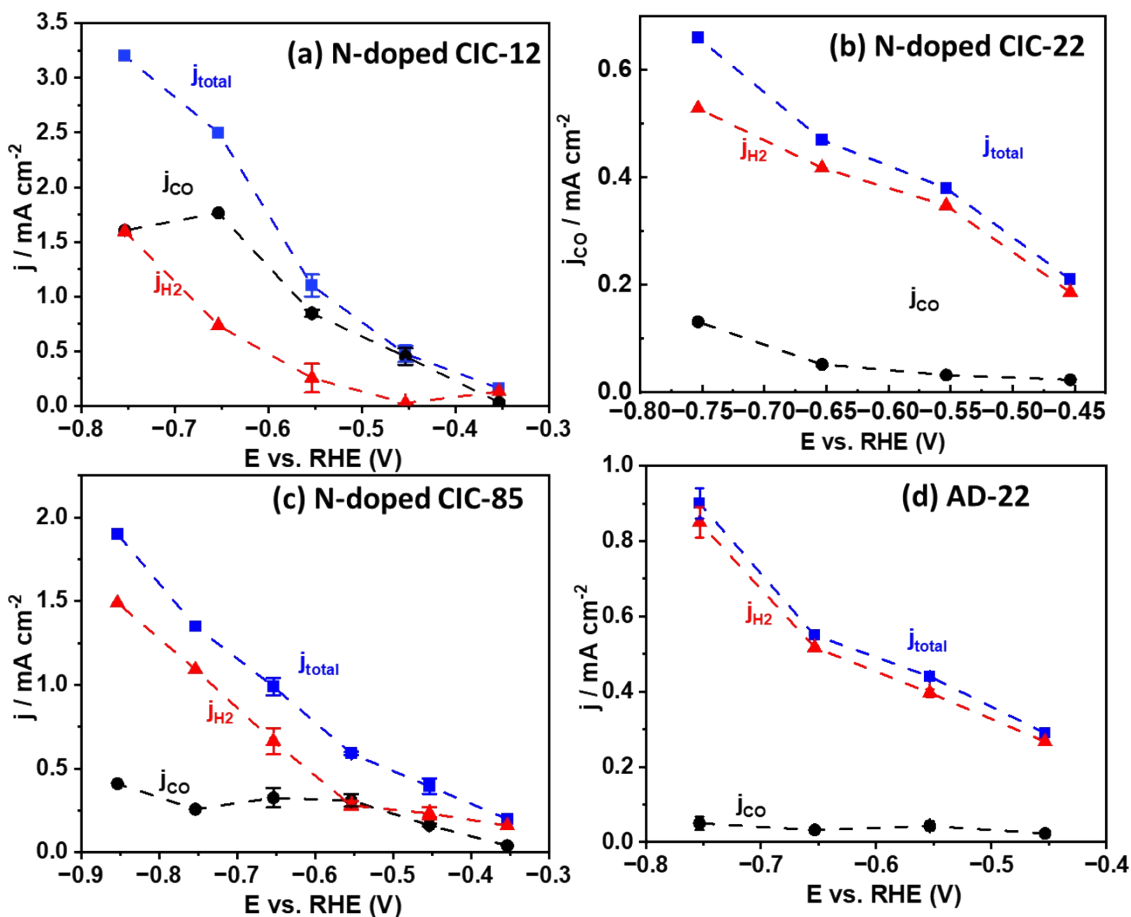 (a) N-doped CIC-12
j / mA cm-2
3.5
3.0
2.5
2.0
1.5
1.0
0.5
0.0
jtotal
jCO
jH2
−0.8 −0.7 −0.6 −0.5 −0.4 −0.3
E vs. RHE (V)
(b) N-doped CIC-22
jCO / mA cm-2
0.6
0.4
0.2
0.0
jH2
jtotal
jCO
−0.80 −0.75 −0.70 −0.65 −0.60 −0.55 −0.50 −0.45
E vs. RHE (V)
(c) N-doped CIC-85
j / mA cm-2
2.0
1.5
1.0
0.5
0.0
jtotal
jH2
jCO
−0.9 −0.8 −0.7 −0.6 −0.5 −0.4 −0.3
E vs. RHE (V)
(d) AD-22
j / mA cm-2
1.0
0.8
0.6
0.4
0.2
0.0
jH2
jtotal
jCO
−0.8 −0.7 −0.6 −0.5 −0.4
E vs. RHE (V)